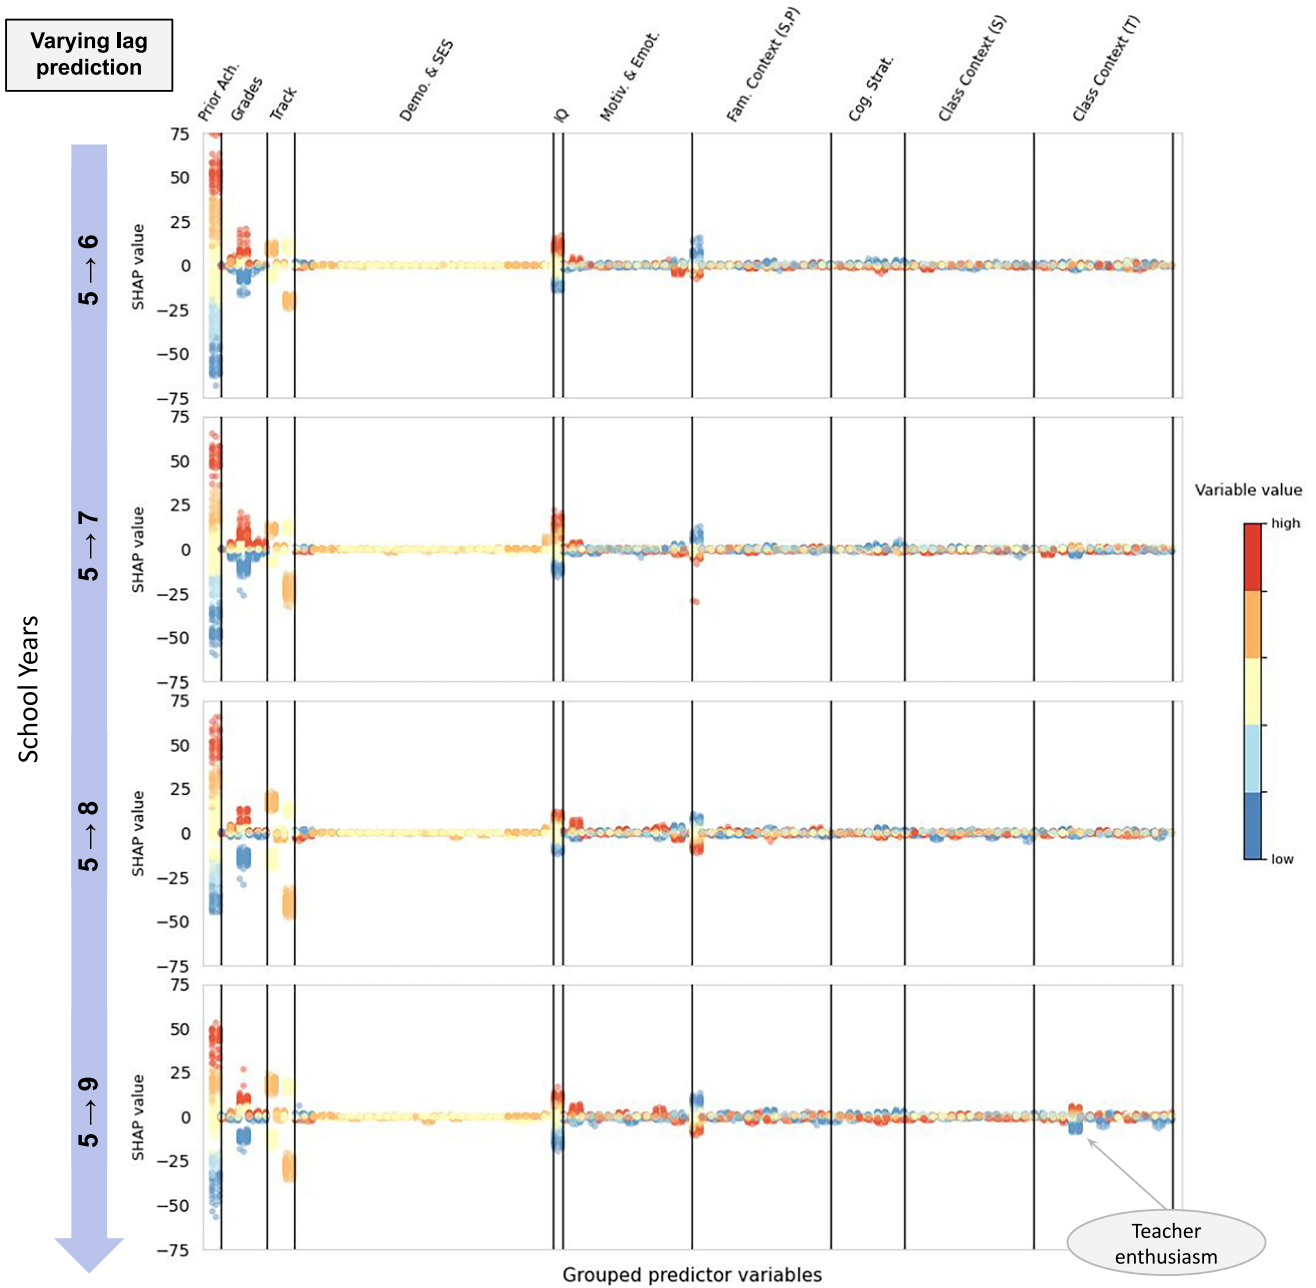 Varying lag
prediction
Prior Ach.
Grades
Track
Demo. & SES
IQ
Motiv. & Emot.
Fam. Context (S,P)
Cog. Strat.
Class Context (S)
Class Context (T)
School Years
5 → 6
SHAP value
75
50
25
0
−25
−50
−75
5 → 7
SHAP value
75
50
25
0
−25
−50
−75
5 → 8
SHAP value
75
50
25
0
−25
−50
−75
5 → 9
SHAP value
75
50
25
0
−25
−50
−75
Variable value
high
low
Teacher
enthusiasm
Grouped predictor variables